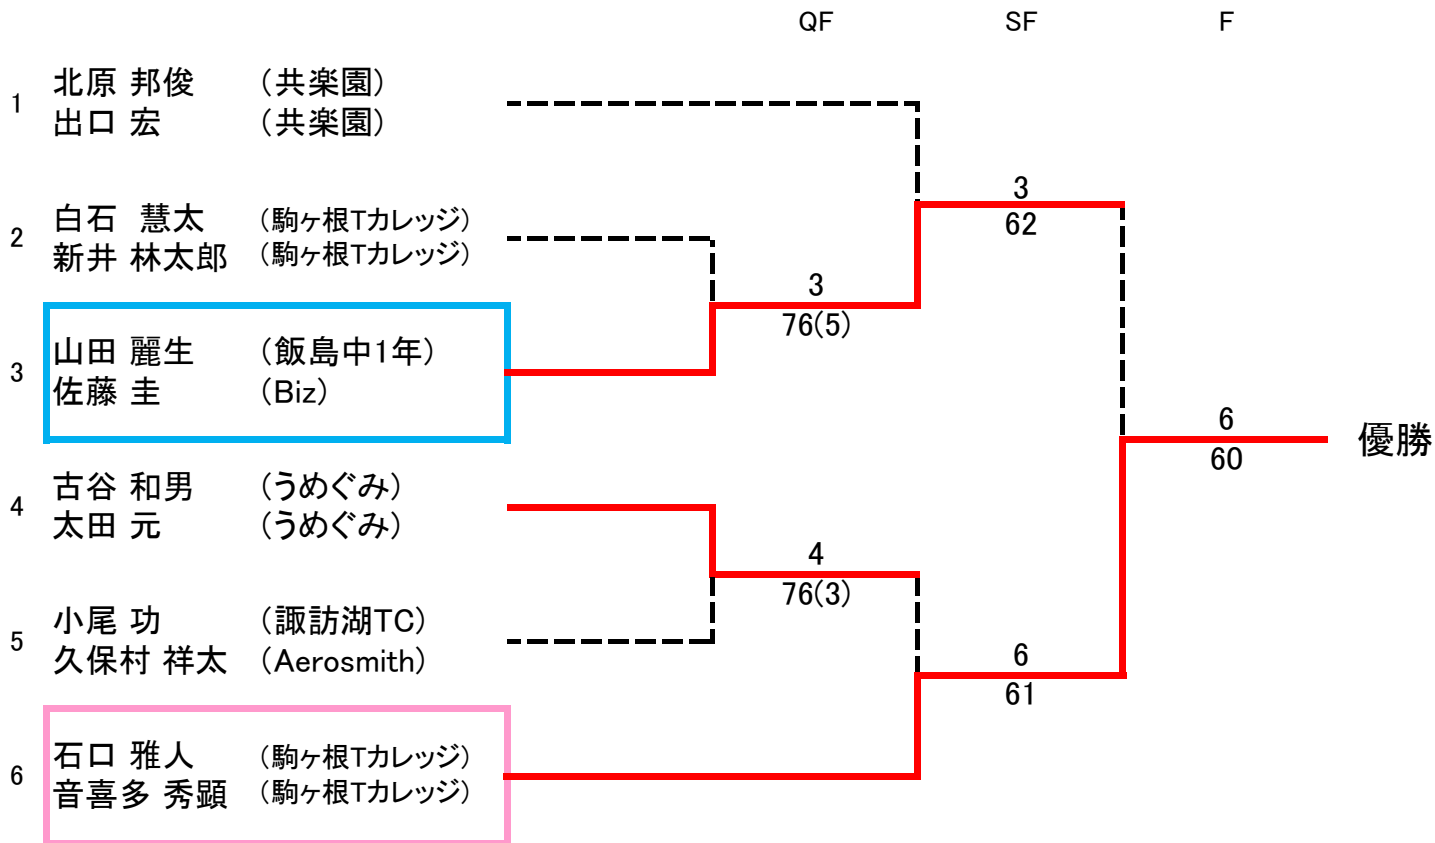 QF SF F
1 北原 邦俊 （共楽園）
出口 宏 （共楽園）
2 白石　慧太 （駒ヶ根Tカレッジ）
新井 林太郎 （駒ヶ根Tカレッジ）
3 山田 麗生 （飯島中1年）
佐藤 圭 （Biz）
4 古谷 和男 （うめぐみ）
太田 元 （うめぐみ）
5 小尾 功 （諏訪湖TC）
久保村 祥太 （Aerosmith）
6 石口 雅人 （駒ヶ根Tカレッジ）
音喜多 秀顕 （駒ヶ根Tカレッジ）
3
76(5)
4
76(3)
3
62
6
61
6
60
優勝